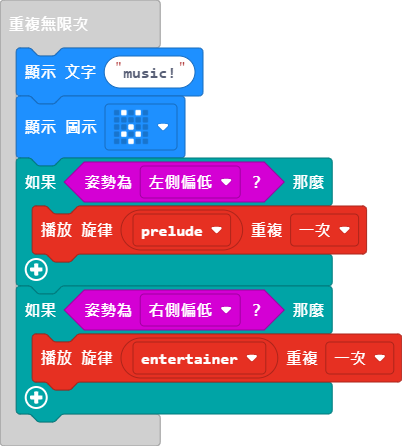 重複無限次
顯示 文字 "music!"
顯示 圖示
如果 姿勢為 左側偏低 ? 那麼
播放 旋律 prelude 重複 一次
如果 姿勢為 右側偏低 ? 那麼
播放 旋律 entertainer 重複 一次